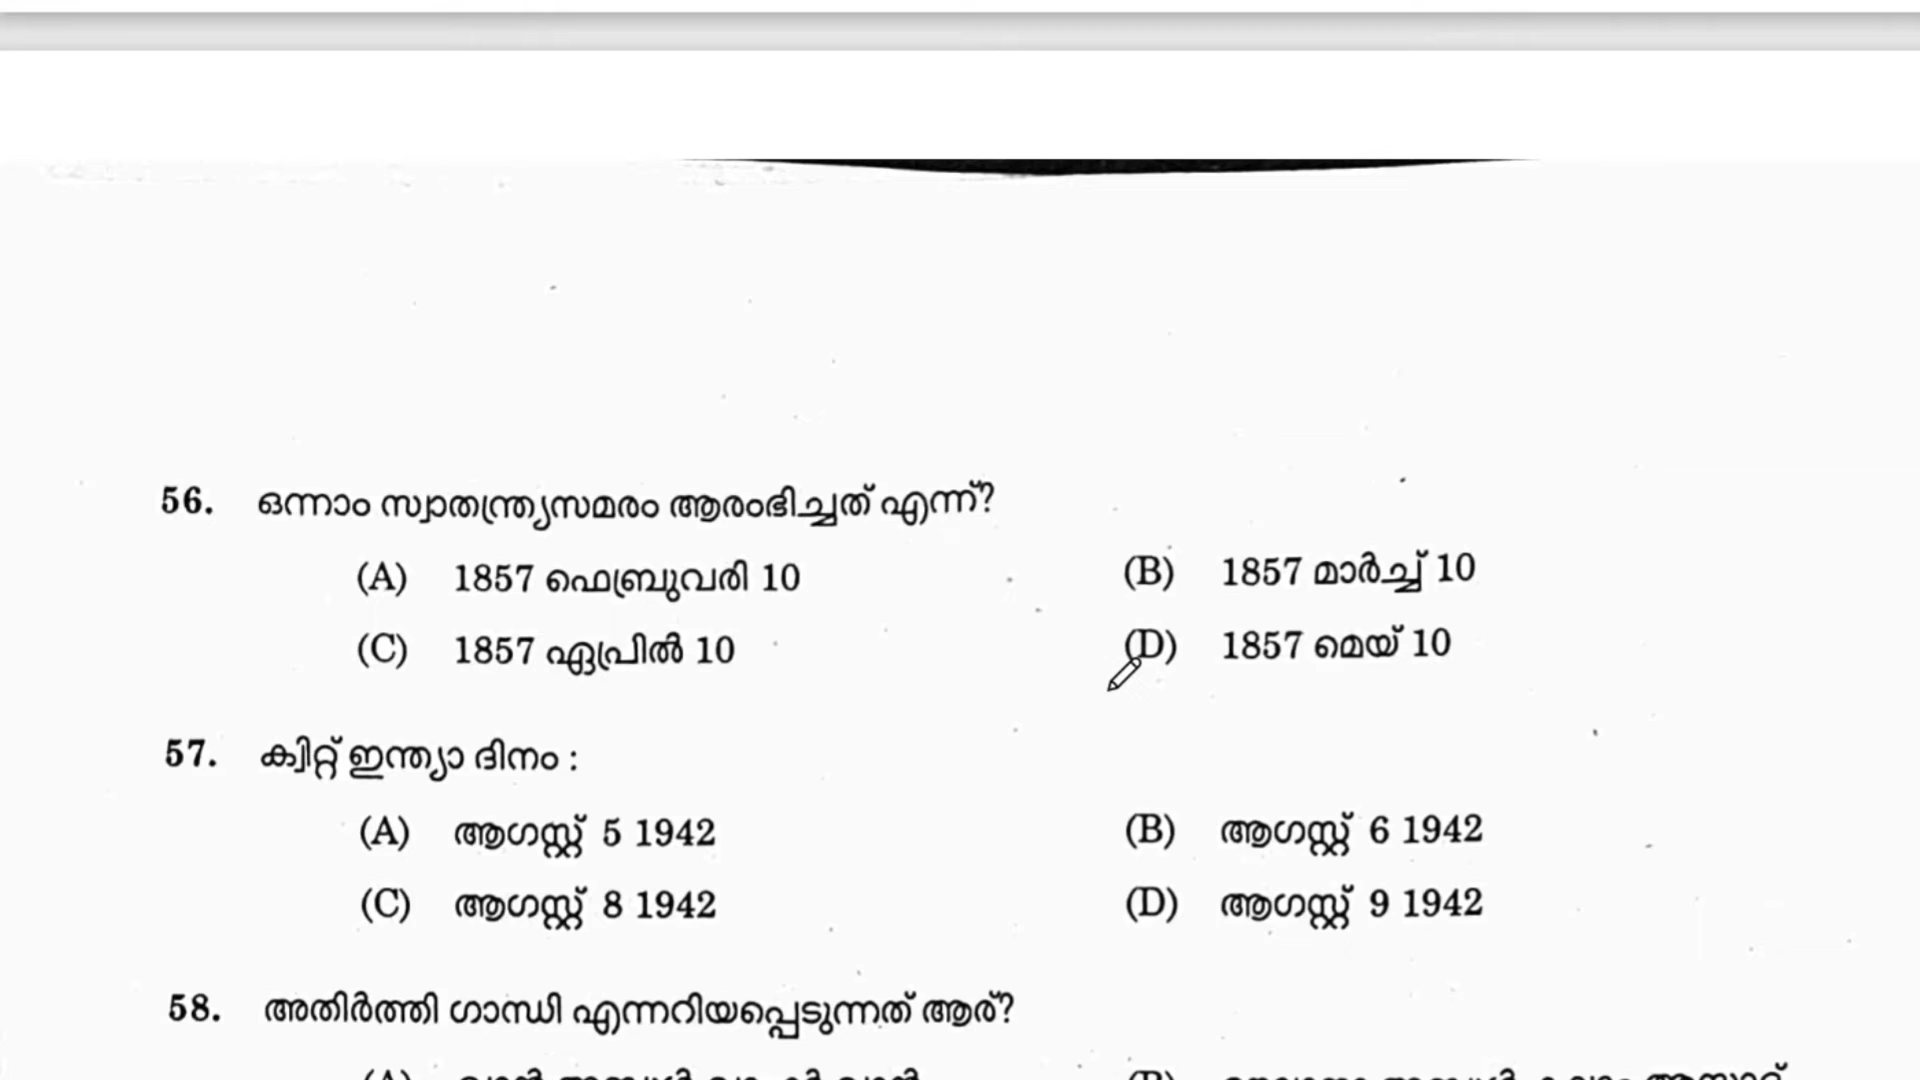 56. ഒന്നാം സ്വാതന്ത്ര്യസമരം ആരംഭിച്ചത് എന്ന്?
(A) 1857 ഫെബ്രുവരി 10 (B) 1857 മാർച്ച് 10
(C) 1857 ഏപ്രിൽ 10 (D) 1857 മെയ് 10
57. ക്വിറ്റ് ഇന്ത്യാ ദിനം :
(A) ആഗസ്റ്റ് 5 1942 (B) ആഗസ്റ്റ് 6 1942
(C) ആഗസ്റ്റ് 8 1942 (D) ആഗസ്റ്റ് 9 1942
58. അതിർത്തി ഗാന്ധി എന്നറിയപ്പെടുന്നത് ആര്?